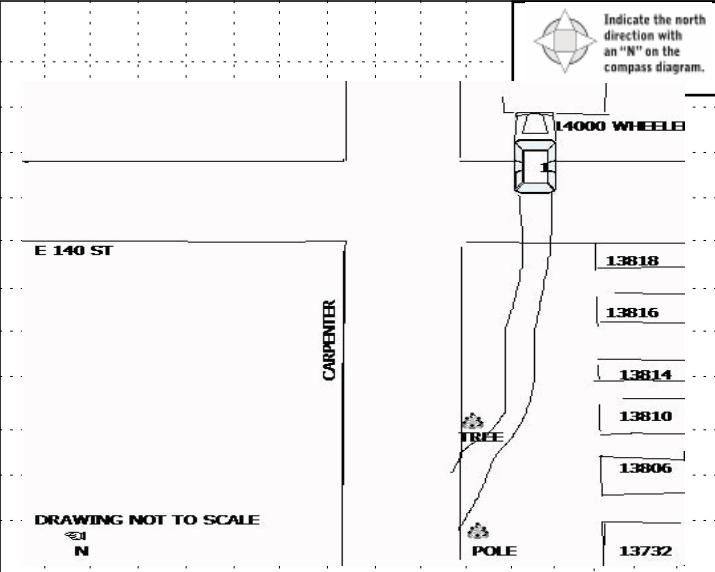 Indicate the north
direction with
an "N" on the
compass diagram.
14000 WHEELE
1
E 140 ST
13818
CARPENTER
13816
13814
13810
TREE
13806
DRAWING NOT TO SCALE
N
POLE
13732